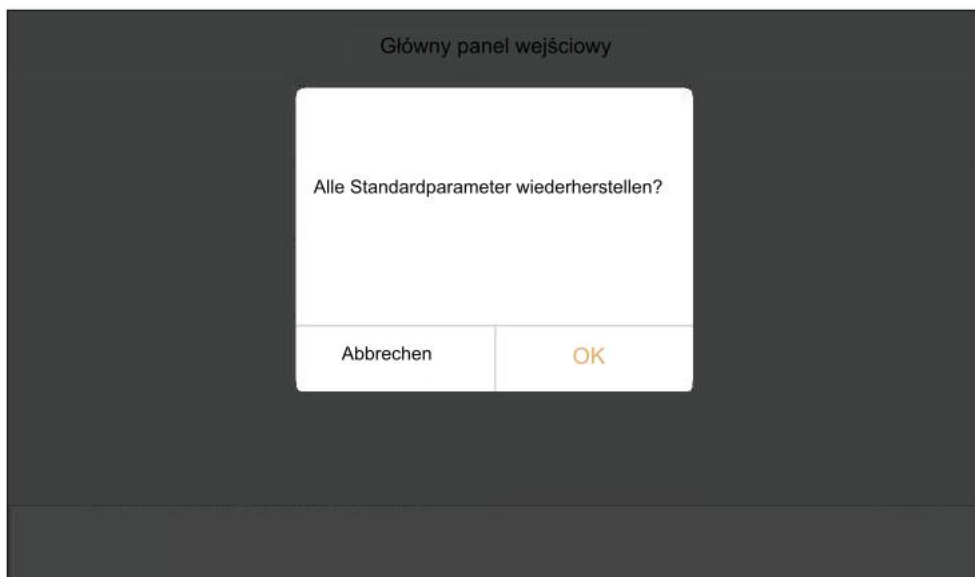 Główny panel wejściowy
Alle Standardparameter wiederherstellen?
Abbrechen
OK